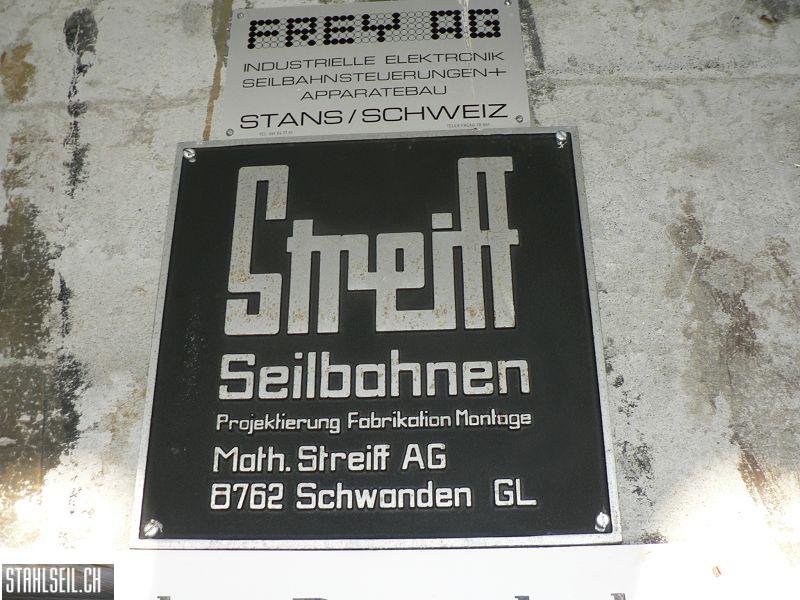 FREY AG
INDUSTRIELLE ELEKTRONIK
SEILBAHNSTEUERUNGEN+
APPARATEBAU
STANS/SCHWEIZ
Streiff
Seilbahnen
Projektierung Fabrikation Montage
Math. Streiff AG
8762 Schwanden GL
STAHLSEIL.CH